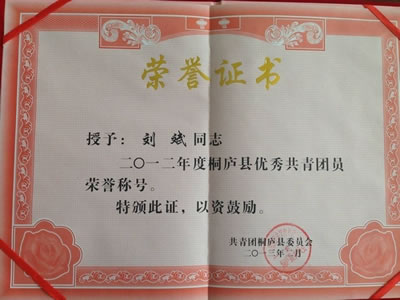 荣誉证书
授予：刘 斌 同志
二〇一二年度桐庐县优秀共青团员
荣誉称号。
特颁此证，以资鼓励。
共青团桐庐县委员会
二〇一三年 月